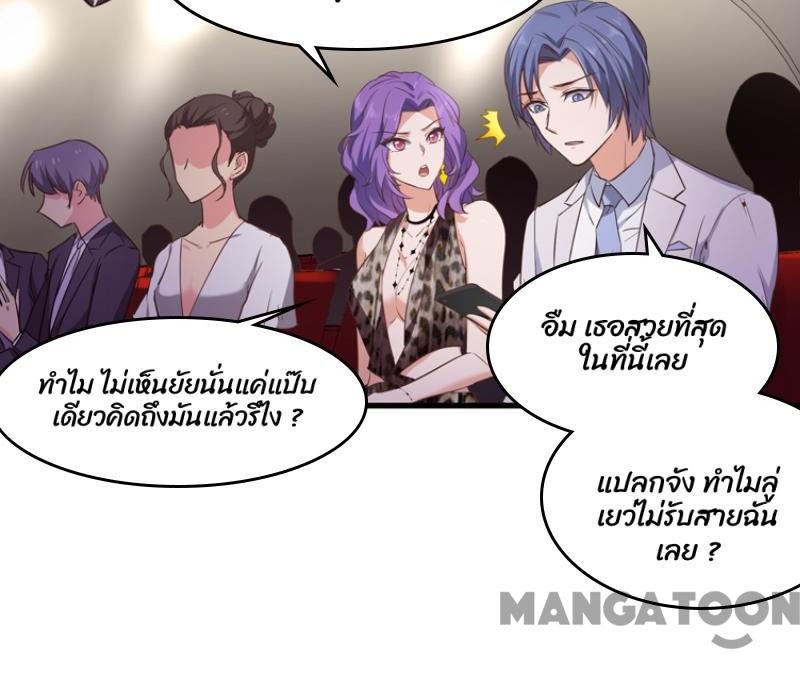 อืม เธอสวยที่สุด
ในที่นี้เลย
ทำไม ไม่เห็นยัยนั่นแค่แป๊บ
เดียวคิดถึงมันแล้วรึไง ?
แปลกจัง ทำไมลู่
เยว่ไม่รับสายฉัน
เลย ?
MANGATOON